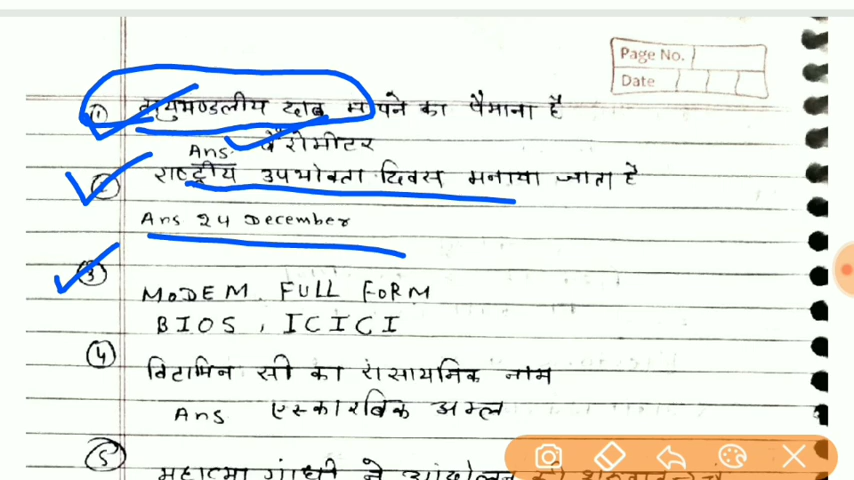 Page No.
Date
① वायुमण्डलीय दाब मापने का पैमाना है
Ans. बैरोमीटर
② राष्ट्रीय उपभोक्ता दिवस मनाया जाता है
Ans 24 December
③
MODEM FULL FORM
BIOS , ICICI
④ विटामिन सी का रासायनिक नाम
Ans एस्कारबिक अम्ल
⑤ महात्मा गांधी ने आंदोलन की शुरुवात